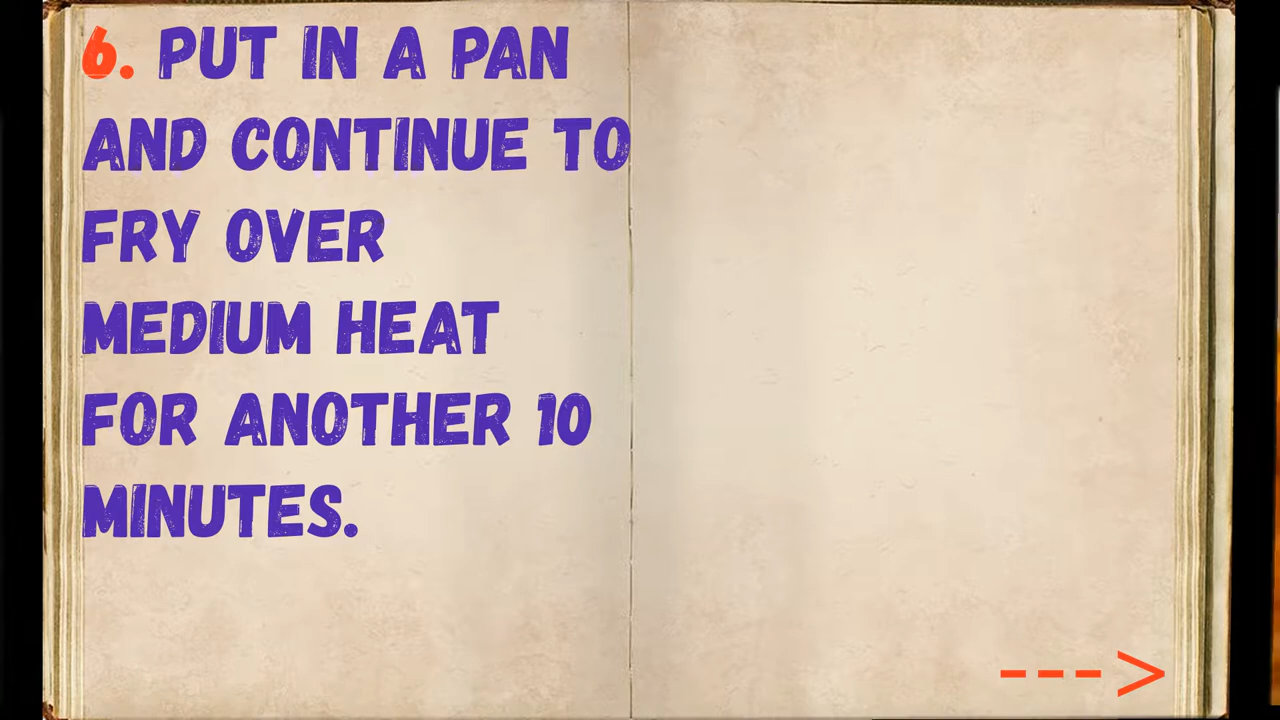 6. PUT IN A PAN
AND CONTINUE TO
FRY OVER
MEDIUM HEAT
FOR ANOTHER 10
MINUTES.
--->